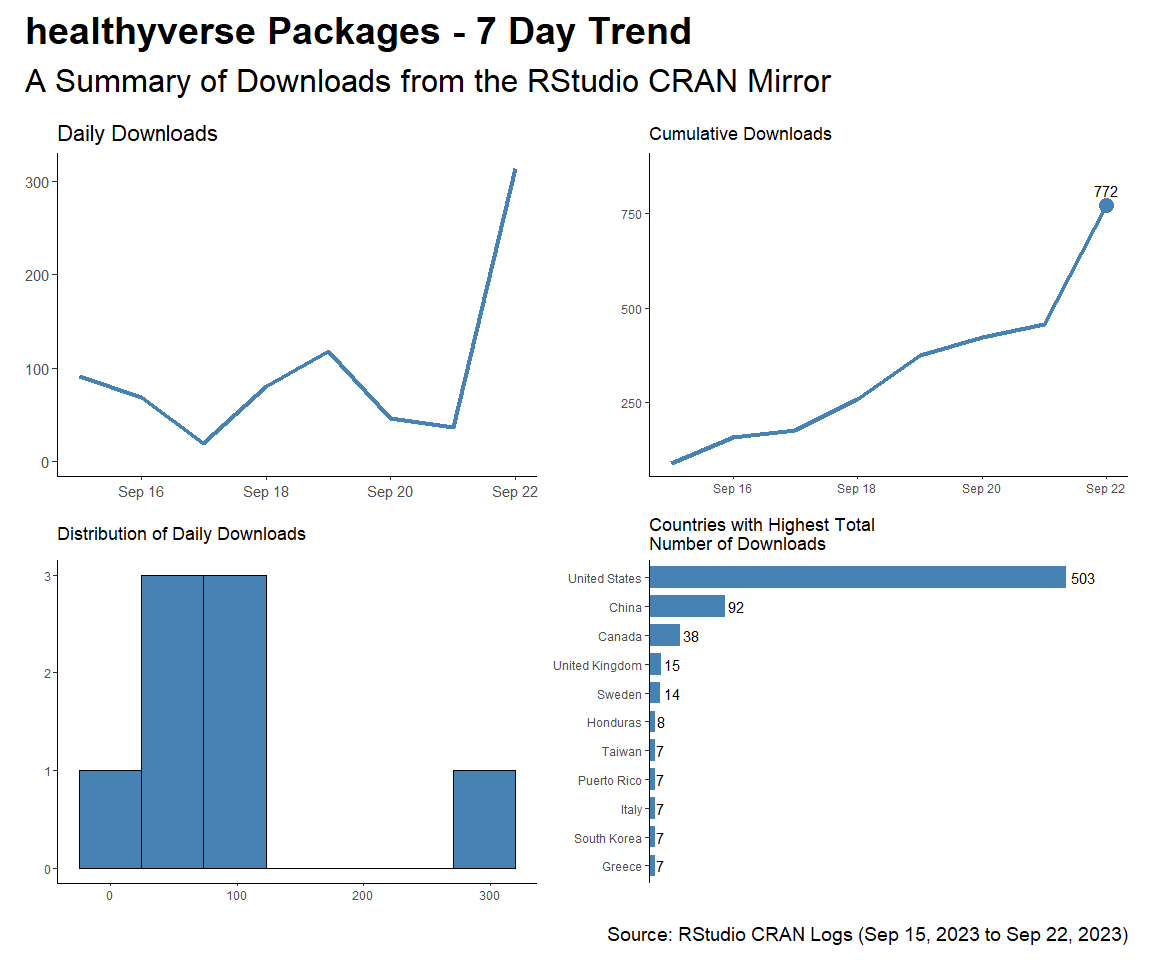 healthyverse Packages - 7 Day Trend
A Summary of Downloads from the RStudio CRAN Mirror
Daily Downloads
300
200
100
0
Sep 16 Sep 18 Sep 20 Sep 22
Cumulative Downloads
772
750
500
250
Sep 16 Sep 18 Sep 20 Sep 22
Distribution of Daily Downloads
3
2
1
0
0 100 200 300
Countries with Highest Total
Number of Downloads
United States 503
China 92
Canada 38
United Kingdom 15
Sweden 14
Honduras 8
Taiwan 7
Puerto Rico 7
Italy 7
South Korea 7
Greece 7
Source: RStudio CRAN Logs (Sep 15, 2023 to Sep 22, 2023)